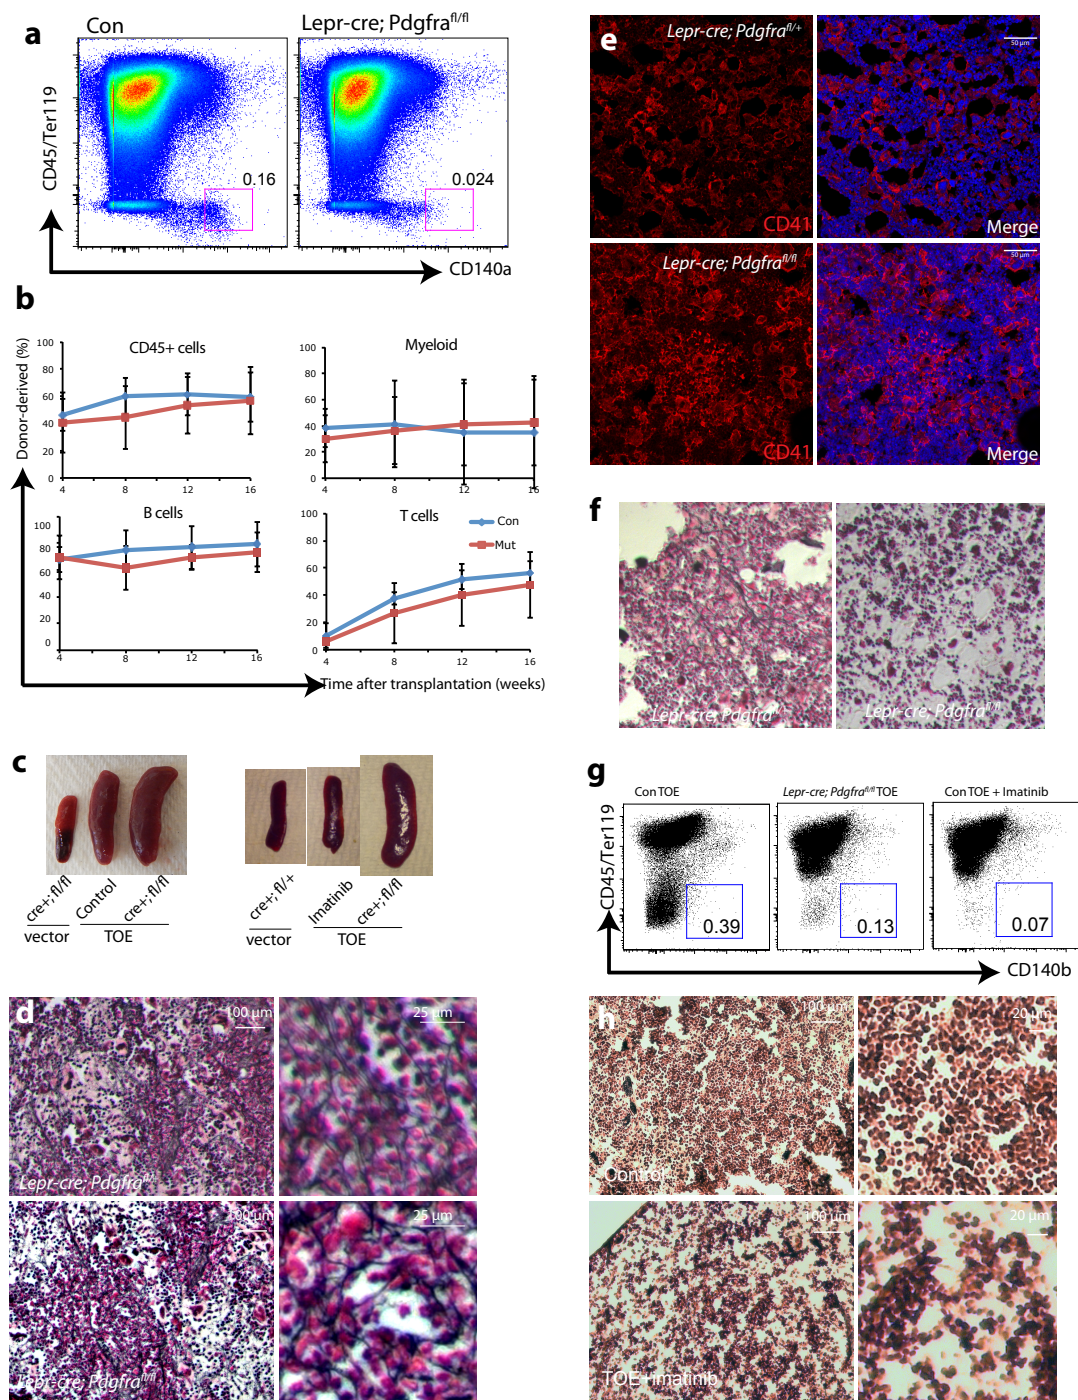 a
Con
Lepr-cre; Pdgfra^fl/fl
CD45/Ter119
0.16
0.024
CD140a
b
Donor-derived (%)
CD45+ cells
100
80
60
40
20
0
4 8 12 16
Myeloid
100
80
60
40
20
0
4 8 12 16
B cells
100
80
60
40
20
0
4 8 12 16
T cells
Con
Mut
100
80
60
40
20
0
4 8 12 16
Time after transplantation (weeks)
c
cre+; fl/fl
Control
cre+; fl/fl
vector
TOE
cre+; fl/+
Imatinib
cre+; fl/fl
vector
TOE
d
100 µm
25 µm
Lepr-cre; Pdgfra
100 µm
25 µm
Lepr-cre; Pdgfra^fl/fl
e
Lepr-cre; Pdgfra^fl/+
50 µm
CD41
Merge
Lepr-cre; Pdgfra^fl/fl
50 µm
CD41
Merge
f
Lepr-cre; Pdgfra
Lepr-cre; Pdgfra^fl/fl
g
Con TOE
Lepr-cre; Pdgfra^fl/fl TOE
Con TOE + Imatinib
CD45/Ter119
0.39
0.13
0.07
CD140b
h
100 µm
20 µm
Control
100 µm
20 µm
TOE+imatinib